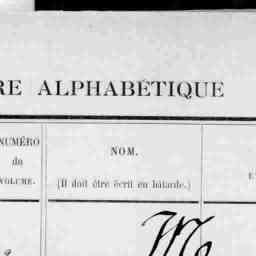 RE ALPHABÉTIQUE
NUMÉRO
du
VOLUME.
NOM.
(Il doit être écrit en bâtarde.)